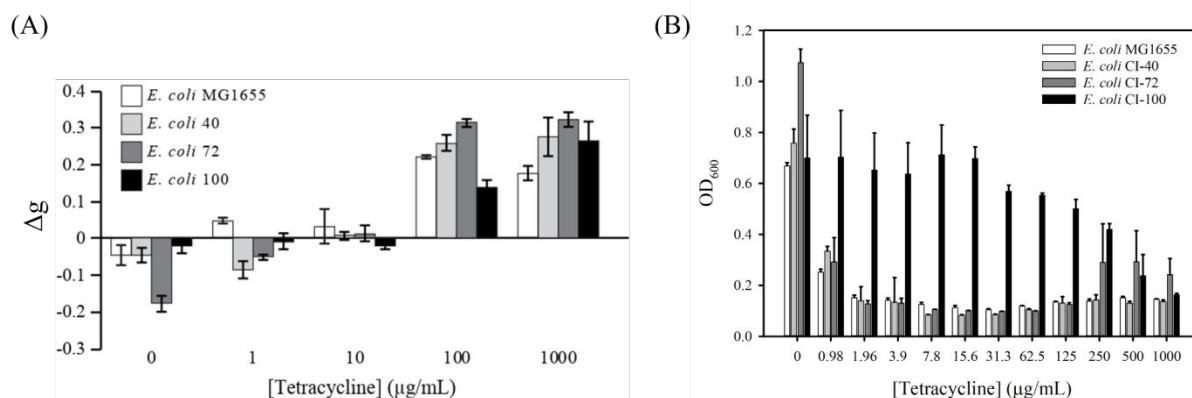 (A)
E. coli MG1655
E. coli 40
E. coli 72
E. coli 100
0.4
0.3
0.2
0.1
0
-0.1
-0.2
-0.3
Δg
0 1 10 100 1000
[Tetracycline] (µg/mL)
(B)
E. coli MG1655
E. coli CI-40
E. coli CI-72
E. coli CI-100
1.2
1.0
0.8
0.6
0.4
0.2
0.0
OD600
0 0.98 1.96 3.9 7.8 15.6 31.3 62.5 125 250 500 1000
[Tetracycline] (µg/mL)